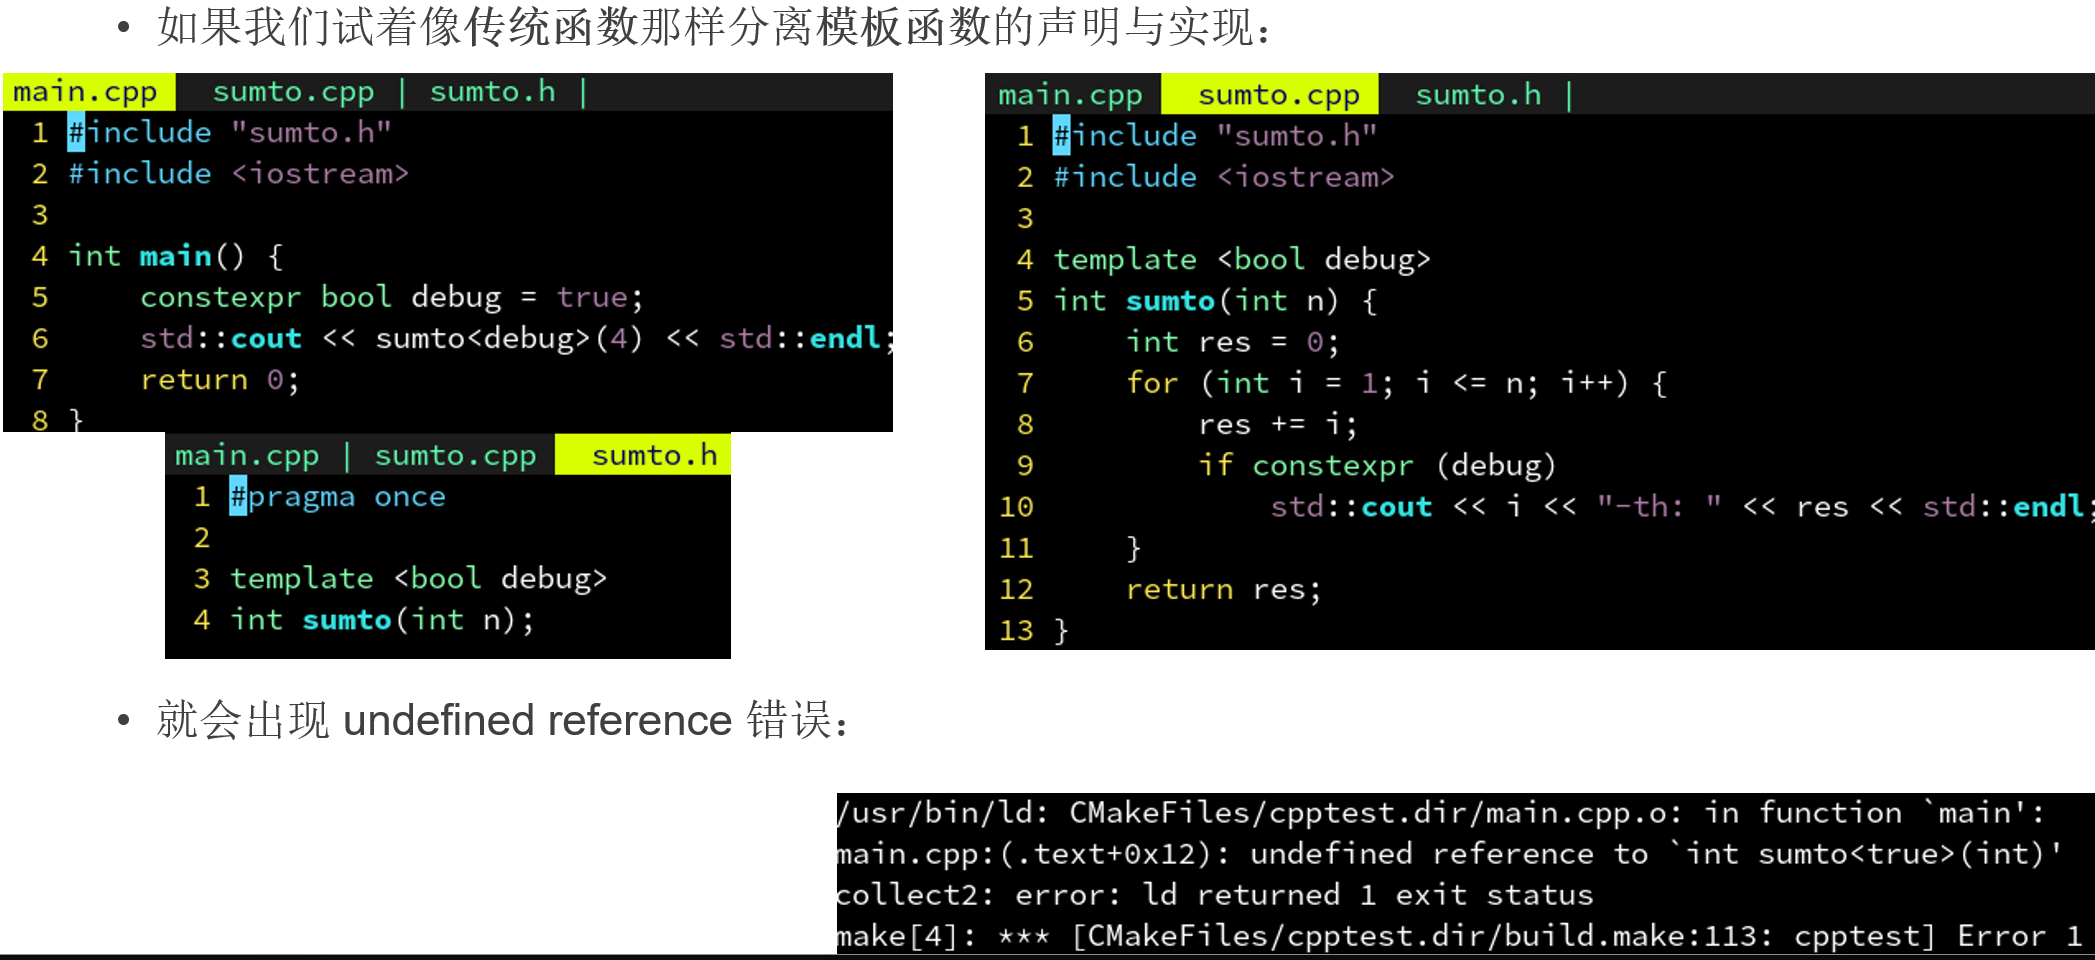 • 如果我们试着像传统函数那样分离模板函数的声明与实现：
main.cpp   sumto.cpp | sumto.h |
1 #include "sumto.h"
2 #include <iostream>
3
4 int main() {
5     constexpr bool debug = true;
6     std::cout << sumto<debug>(4) << std::endl;
7     return 0;
8 }
main.cpp | sumto.cpp   sumto.h
1 #pragma once
2
3 template <bool debug>
4 int sumto(int n);
main.cpp   sumto.cpp   sumto.h |
1 #include "sumto.h"
2 #include <iostream>
3
4 template <bool debug>
5 int sumto(int n) {
6     int res = 0;
7     for (int i = 1; i <= n; i++) {
8         res += i;
9         if constexpr (debug)
10             std::cout << i << "-th: " << res << std::endl;
11     }
12     return res;
13 }
• 就会出现 undefined reference 错误：
/usr/bin/ld: CMakeFiles/cpptest.dir/main.cpp.o: in function `main':
main.cpp:(.text+0x12): undefined reference to `int sumto<true>(int)'
collect2: error: ld returned 1 exit status
make[4]: *** [CMakeFiles/cpptest.dir/build.make:113: cpptest] Error 1